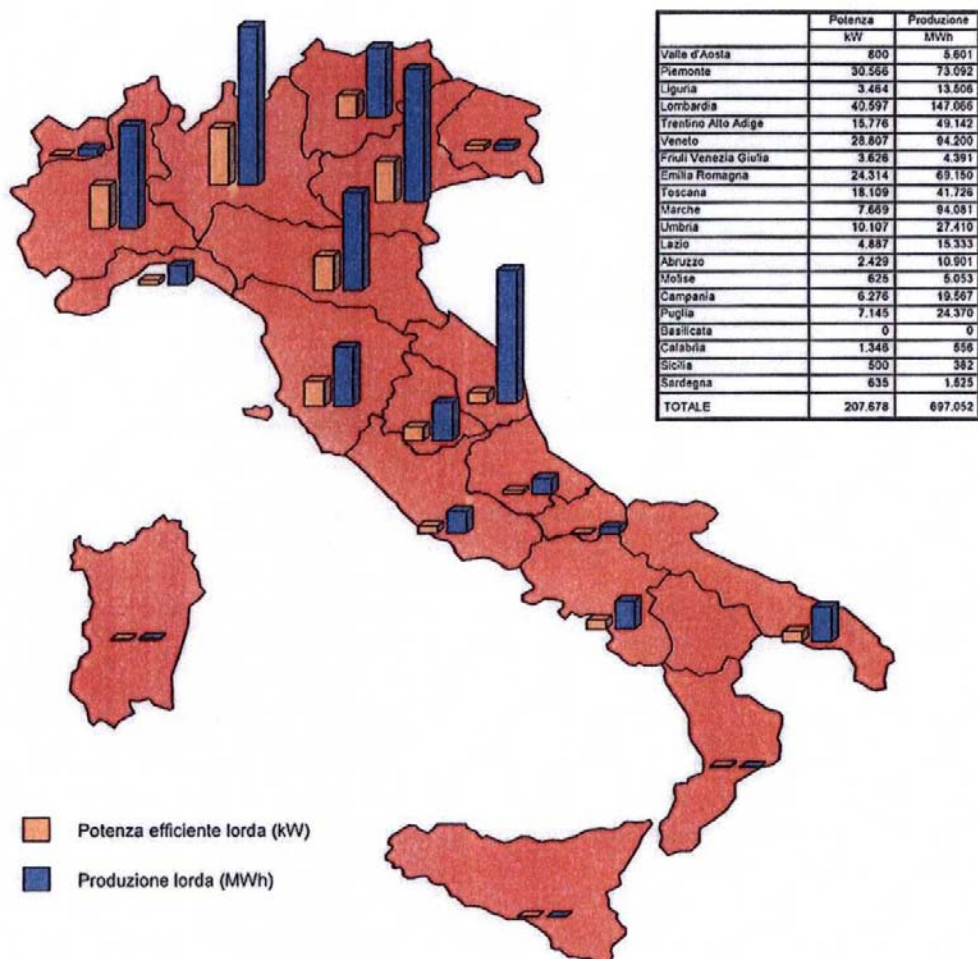 Potenza Produzione
kW MWh
Valle d'Aosta 800 5.601
Piemonte 30.566 73.092
Liguria 3.464 13.506
Lombardia 40.597 147.066
Trentino Alto Adige 15.776 49.142
Veneto 28.807 94.200
Friuli Venezia Giulia 3.626 4.391
Emilia Romagna 24.314 69.150
Toscana 18.109 41.726
Marche 7.669 94.081
Umbria 10.107 27.410
Lazio 4.887 15.333
Abruzzo 2.429 10.901
Molise 625 5.053
Campania 6.276 19.567
Puglia 7.145 24.370
Basilicata 0 0
Calabria 1.346 556
Sicilia 500 382
Sardegna 635 1.525
TOTALE 207.678 697.052
Potenza efficiente lorda (kW)
Produzione lorda (MWh)